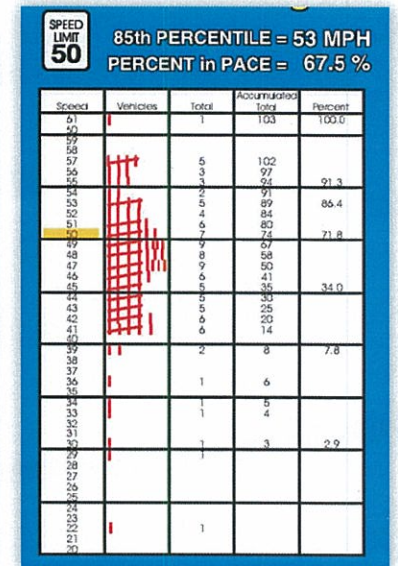 SPEED
LIMIT
50
85th PERCENTILE = 53 MPH
PERCENT in PACE = 67.5 %
Speed Vehicles Total Accumulated Total Percent
61 1 103 100.0
60
59
58
57 5 102
56 3 97
55 3 94 91.3
54 2 91
53 5 89 86.4
52 4 84
51 6 80
50 7 74 71.8
49 9 67
48 8 58
47 9 50
46 6 41
45 5 35 34.0
44 5 30
43 5 25
42 6 20
41 6 14
40
39 2 8 7.8
38
37
36 1 6
35
34 1 5
33 1 4
32
31
30 1 3 2.9
29 1
28
27
26
25
24
23
22 1
21
20